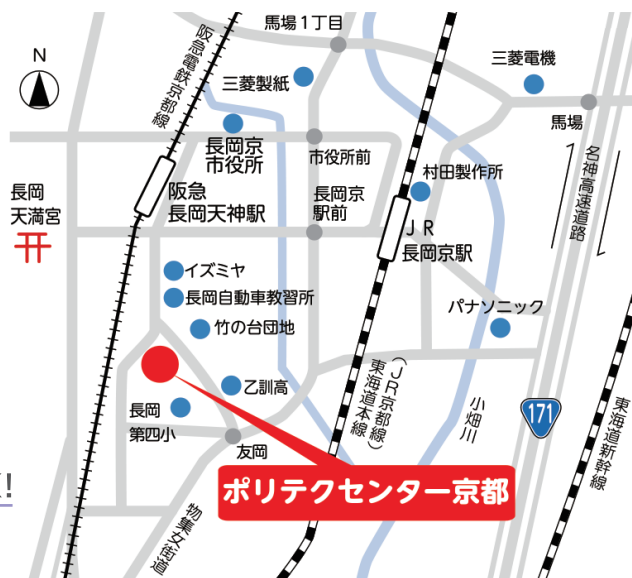 馬場1丁目
阪急電鉄京都線
N
三菱電機
三菱製紙
馬場
長岡京
市役所
市役所前
名神高速道路
村田製作所
阪急
長岡天神駅
長岡京
駅前
長岡
天満宮
JR
長岡京駅
イズミヤ
長岡自動車教習所
パナソニック
竹の台団地
(JR京都線)
東海道本線
乙訓高
小畑川
長岡
第四小
171
東海道新幹線
友岡
ポリテクセンター京都
!
物集女街道